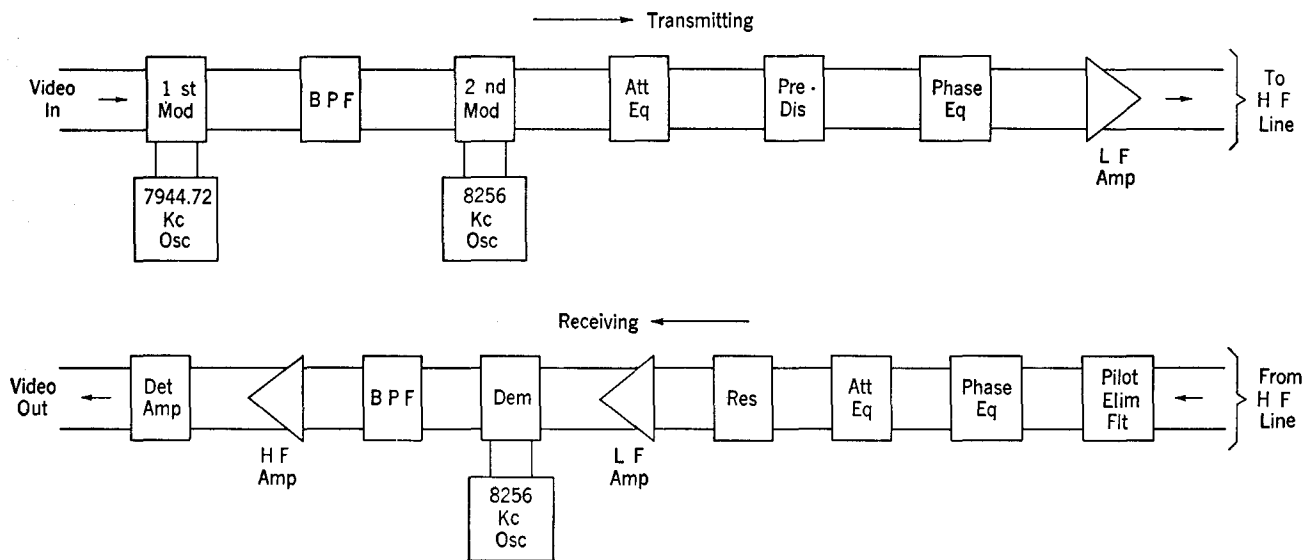 Transmitting
Video
In
1 st
Mod
B P F
2 nd
Mod
Att
Eq
Pre -
Dis
Phase
Eq
L F
Amp
To
H F
Line
7944.72
Kc
Osc
8256
Kc
Osc
Receiving
Video
Out
Det
Amp
H F
Amp
B P F
Dem
L F
Amp
Res
Att
Eq
Phase
Eq
Pilot
Elim
Flt
From
H F
Line
8256
Kc
Osc